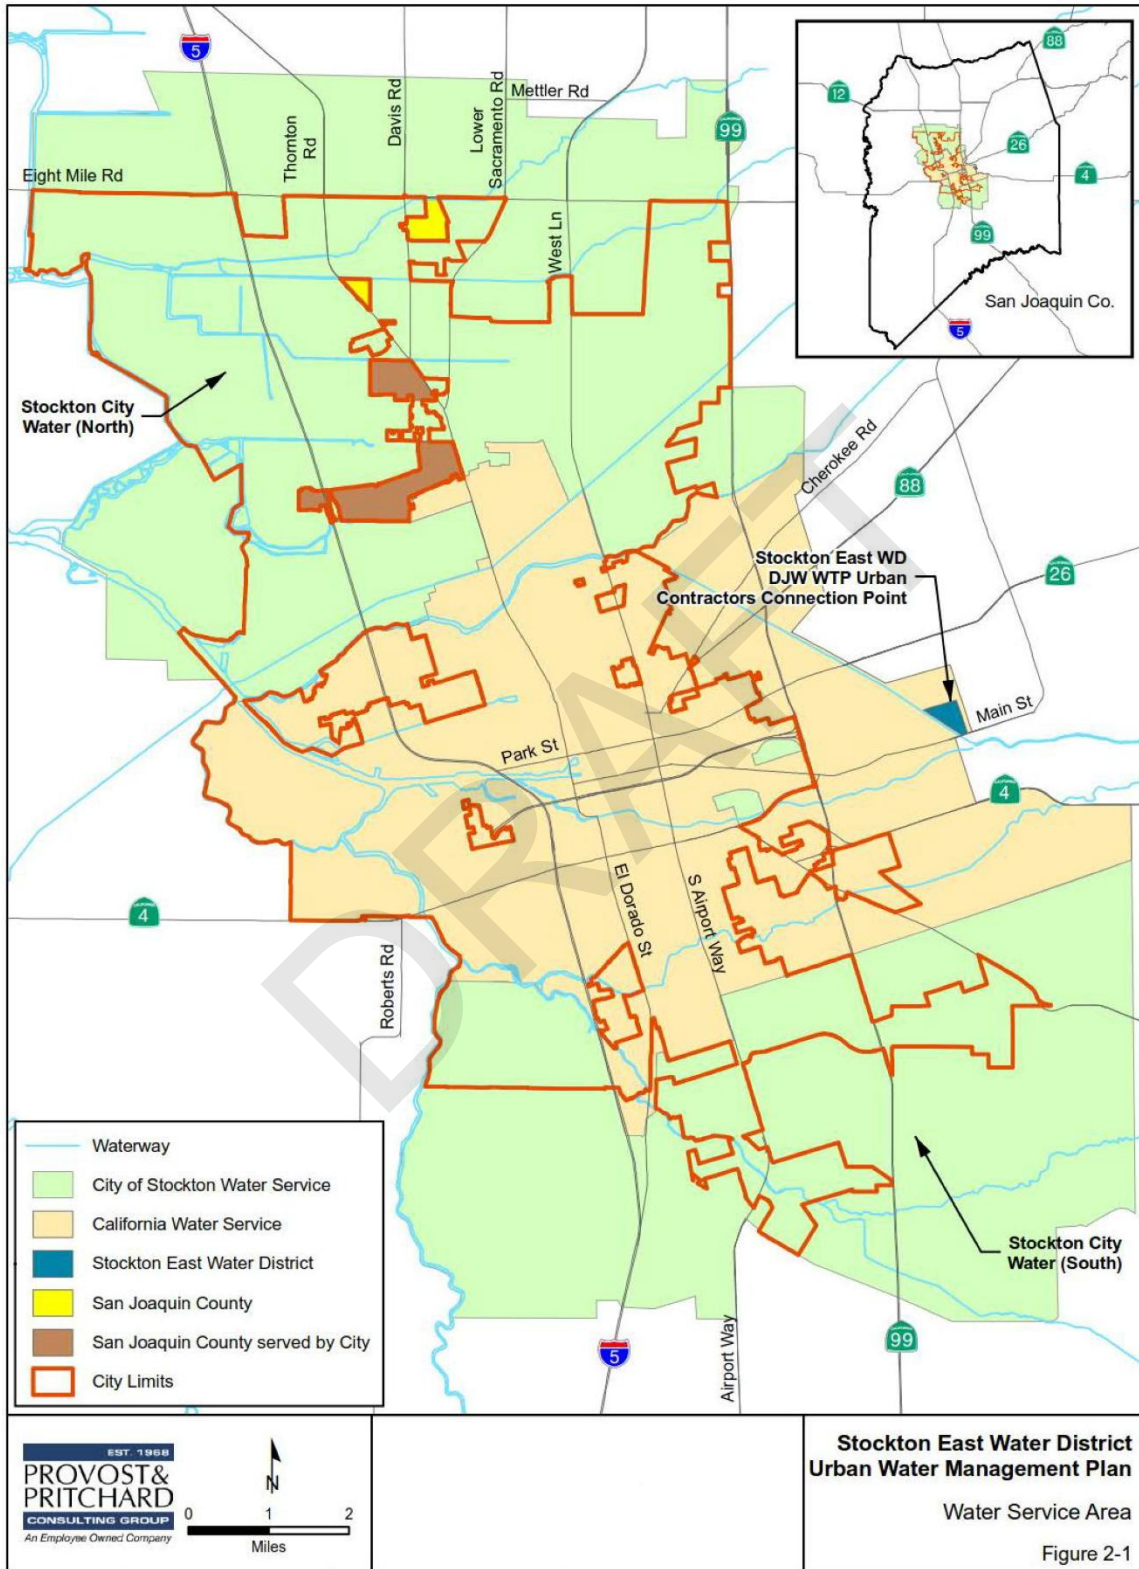 5
88
12
26
4
99
San Joaquin Co.
5
Mettler Rd
Thornton
Rd
Davis Rd
Lower
Sacramento Rd
99
Eight Mile Rd
West Ln
Stockton City
Water (North)
Cherokee Rd
88
Stockton East WD
DJW WTP Urban
Contractors Connection Point
26
Main St
Park St
4
El Dorado St
S Airport Way
4
Roberts Rd
DRAFT
Stockton City
Water (South)
5
Airport Way
99
Waterway
City of Stockton Water Service
California Water Service
Stockton East Water District
San Joaquin County
San Joaquin County served by City
City Limits
EST. 1968
PROVOST&
PRITCHARD
CONSULTING GROUP
An Employee Owned Company
N
0 1 2
Miles
Stockton East Water District
Urban Water Management Plan
Water Service Area
Figure 2-1